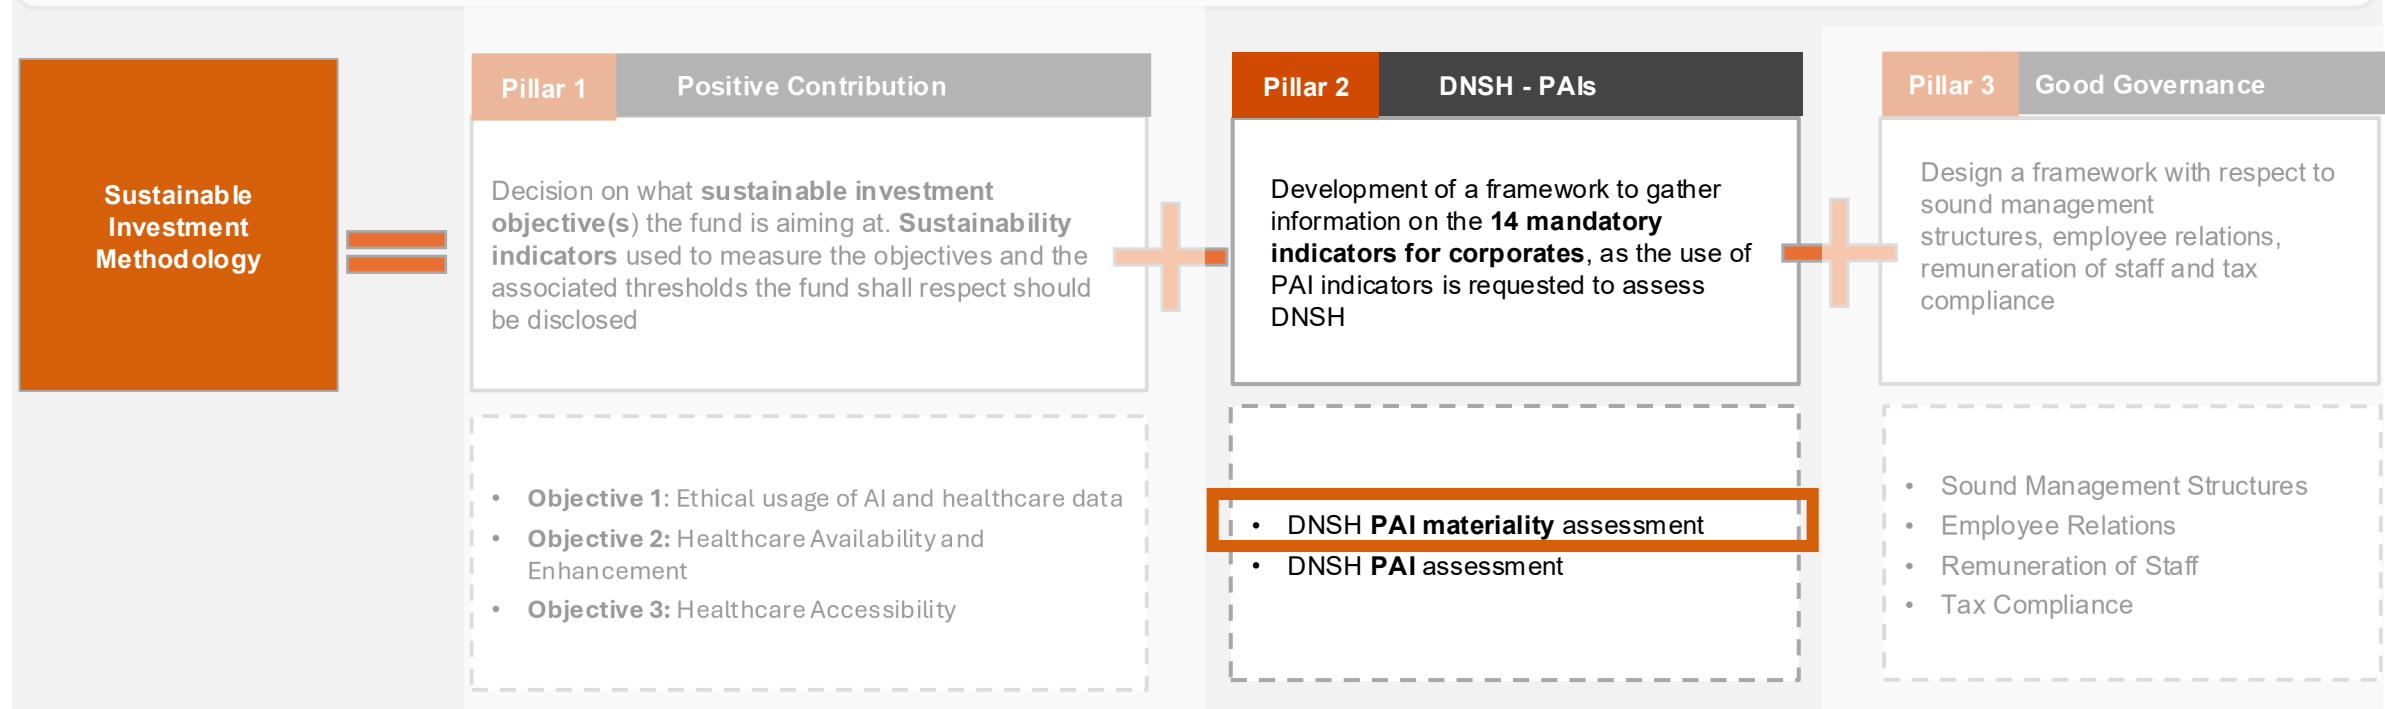 Sustainable
Investment
Methodology
Pillar 1
Positive Contribution
Decision on what sustainable investment
objective(s) the fund is aiming at. Sustainability
indicators used to measure the objectives and the
associated thresholds the fund shall respect should
be disclosed
• Objective 1: Ethical usage of AI and healthcare data
• Objective 2: Healthcare Availability and
Enhancement
• Objective 3: Healthcare Accessibility
Pillar 2
DNSH - PAIs
Development of a framework to gather
information on the 14 mandatory
indicators for corporates, as the use of
PAI indicators is requested to assess
DNSH
• DNSH PAI materiality assessment
• DNSH PAI assessment
Pillar 3
Good Governance
Design a framework with respect to
sound management
structures, employee relations,
remuneration of staff and tax
compliance
• Sound Management Structures
• Employee Relations
• Remuneration of Staff
• Tax Compliance